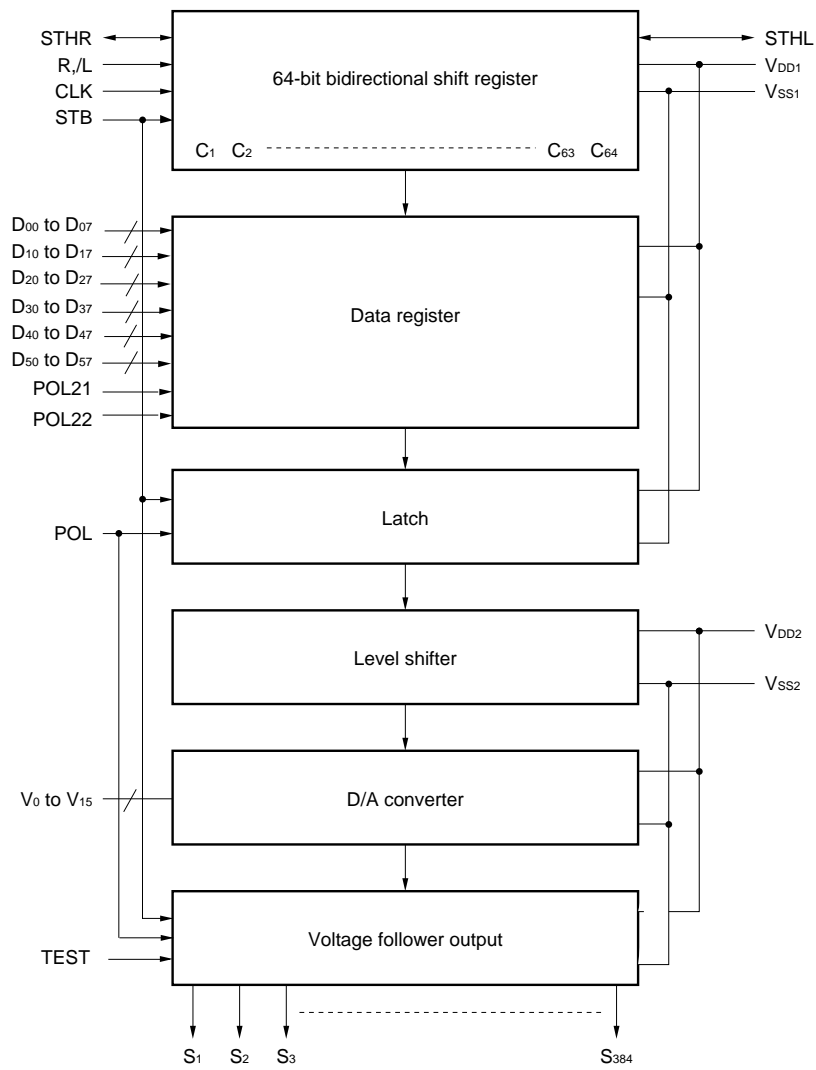 STHR
STHL
R,/L
VDD1
64-bit bidirectional shift register
CLK
VSS1
STB
C1 C2 C63 C64
D00 to D07
D10 to D17
D20 to D27
D30 to D37
Data register
D40 to D47
D50 to D57
POL21
POL22
Latch
POL
VDD2
Level shifter
VSS2
V0 to V15
D/A converter
Voltage follower output
TEST
S1 S2 S3 S384